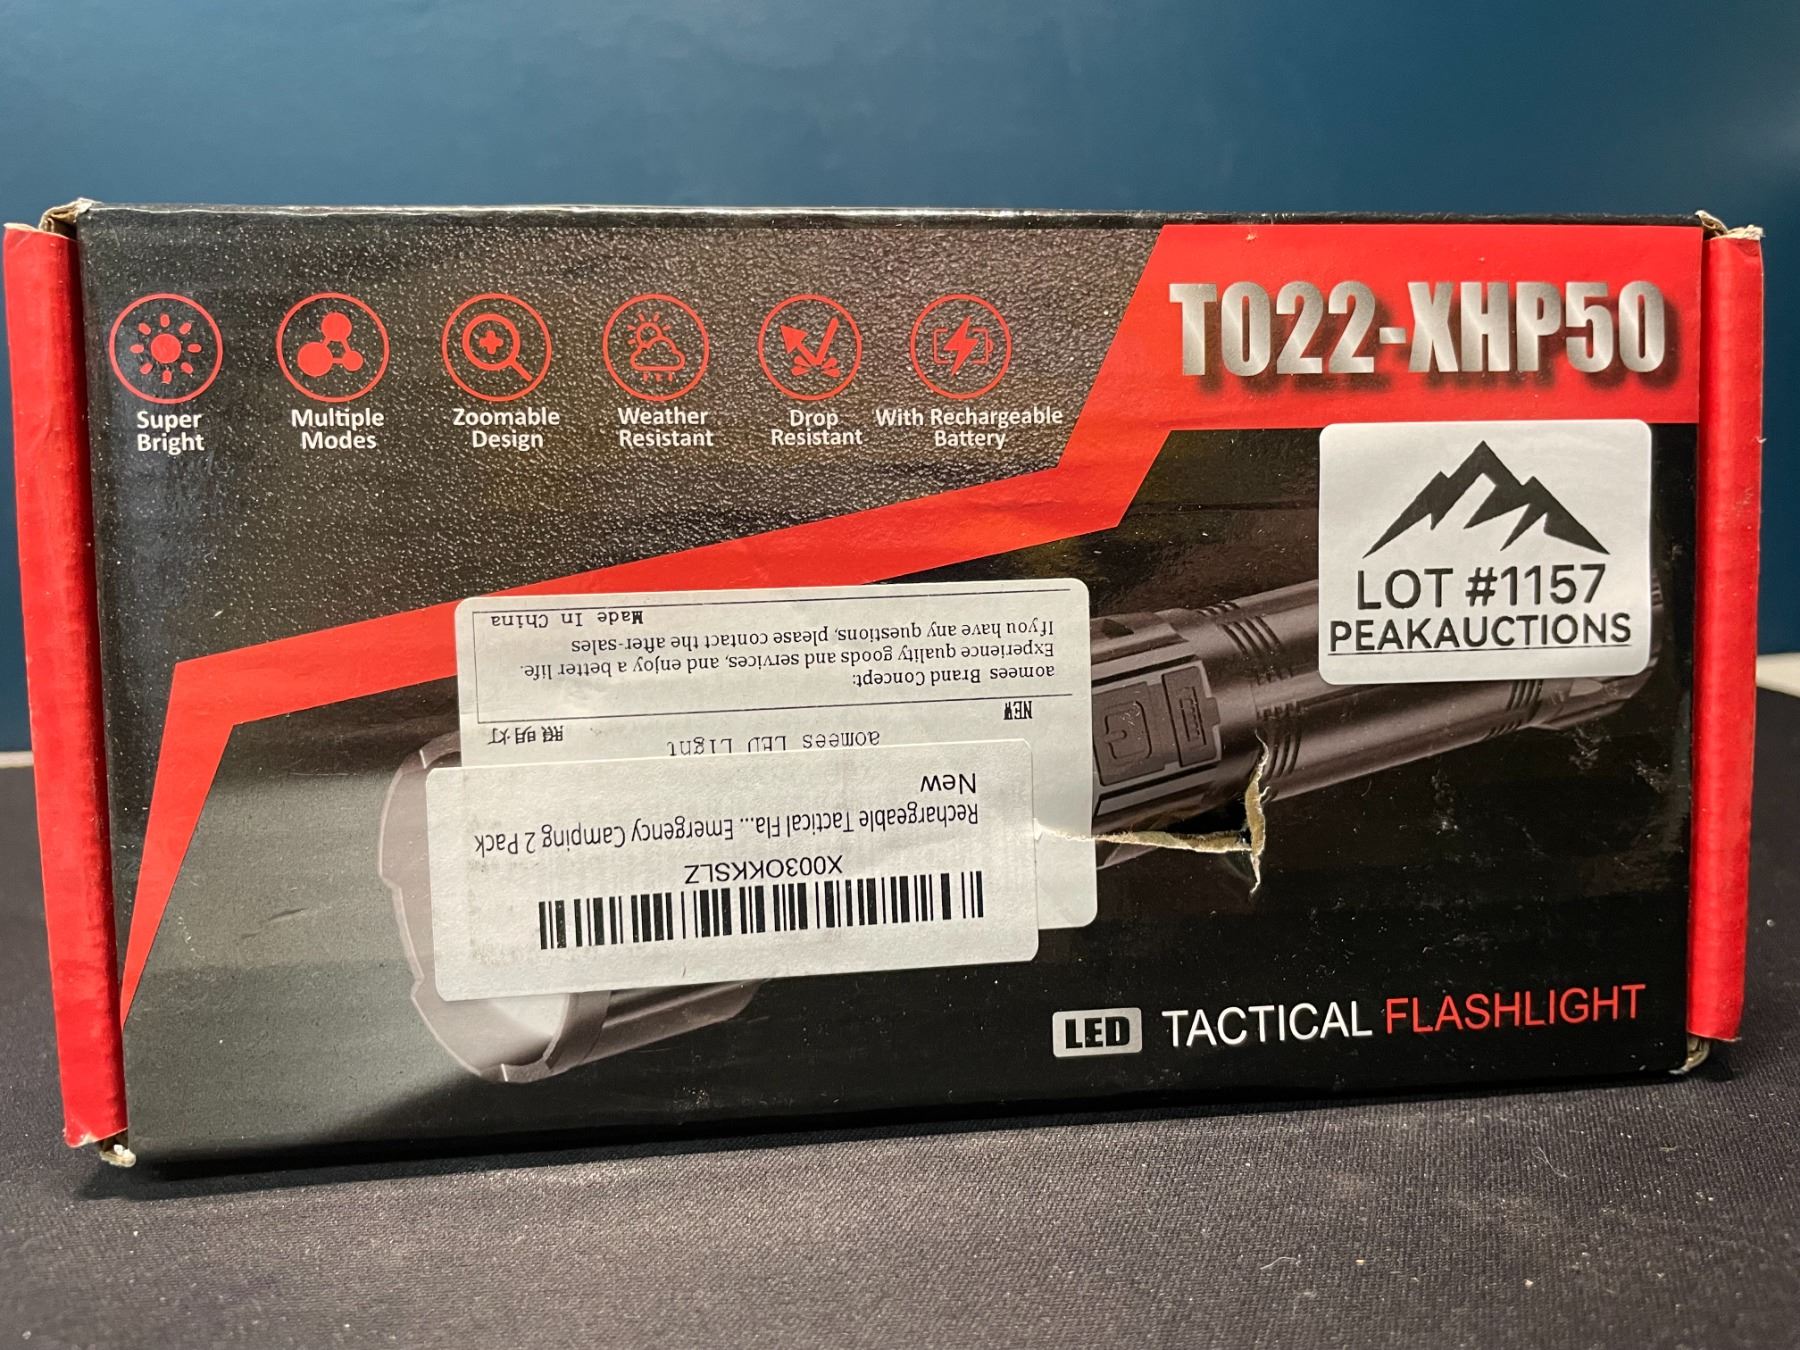 T022-XHP50
Super
Bright
Multiple
Modes
Zoomable
Design
Weather
Resistant
Drop
Resistant
With Rechargeable
Battery
LOT #1157
PEAKAUCTIONS
X003OKKSLZ
Rechargeable Tactical Fla... Emergency Camping 2 Pack
New
aomees LED Light
NEW
照明灯
aomees Brand Concept:
Experience quality goods and services, and enjoy a better life.
If you have any questions, please contact the after-sales
Made In China
LED TACTICAL FLASHLIGHT